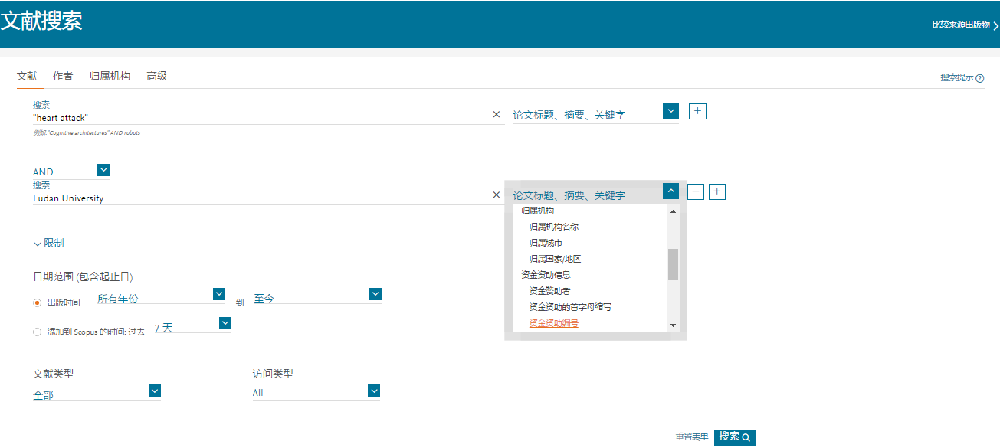 文献搜索
比较来源出版物
文献 作者 归属机构 高级
搜索提示
搜索
"heart attack"
论文标题、摘要、关键字
例如:"Cognitive architectures" AND robots
AND
搜索
Fudan University
论文标题、摘要、关键字
归属机构
归属机构名称
归属城市
归属国家/地区
资金资助信息
资金赞助者
资金资助的首字母缩写
资金资助编号
限制
日期范围 (包含起止日)
出版时间 所有年份 到 至今
添加到 Scopus 的时间: 过去 7 天
文献类型 访问类型
全部 All
重置表单 搜索